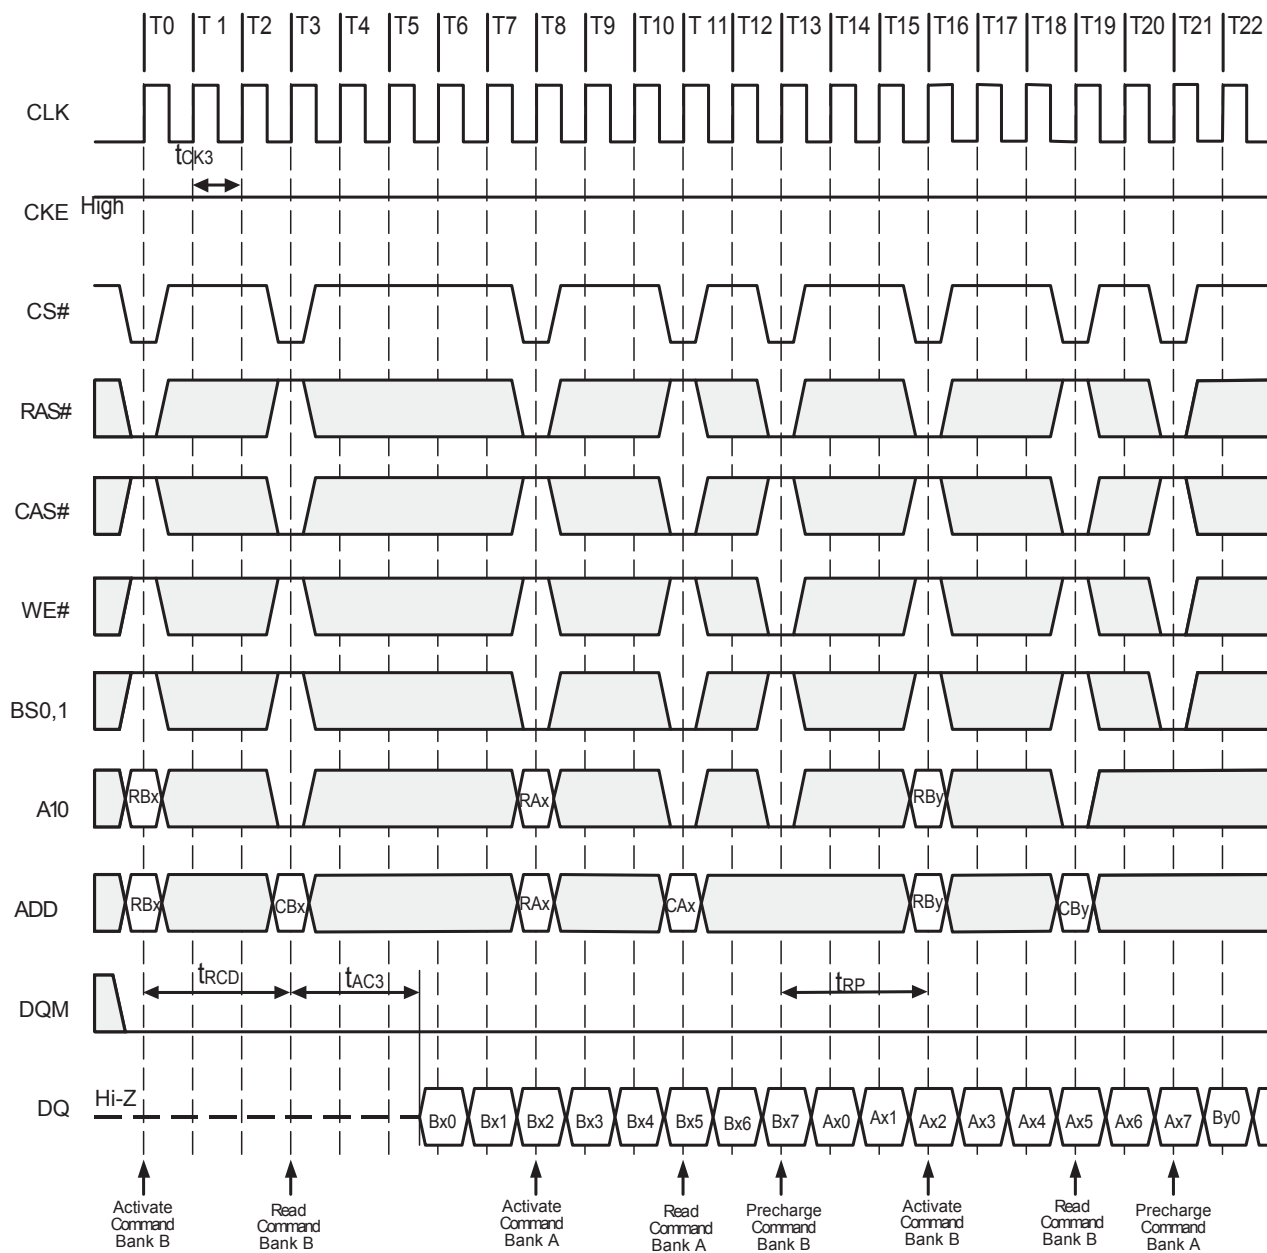 T0 T 1 T2 T3 T4 T5 T6 T7 T8 T9 T10 T 11 T12 T13 T14 T15 T16 T17 T18 T19 T20 T21 T22
CLK
tCK3
CKE High
CS#
RAS#
CAS#
WE#
BS0,1
A10 RBx RAx RBy
ADD RBx CBx RAx CAx RBy CBy
tRCD tAC3 tRP
DQM
Hi-Z
DQ Bx0 Bx1 Bx2 Bx3 Bx4 Bx5 Bx6 Bx7 Ax0 Ax1 Ax2 Ax3 Ax4 Ax5 Ax6 Ax7 By0
Activate
Command
Bank B
Read
Command
Bank B
Activate
Command
Bank A
Read
Command
Bank A
Precharge
Command
Bank B
Activate
Command
Bank B
Read
Command
Bank B
Precharge
Command
Bank A